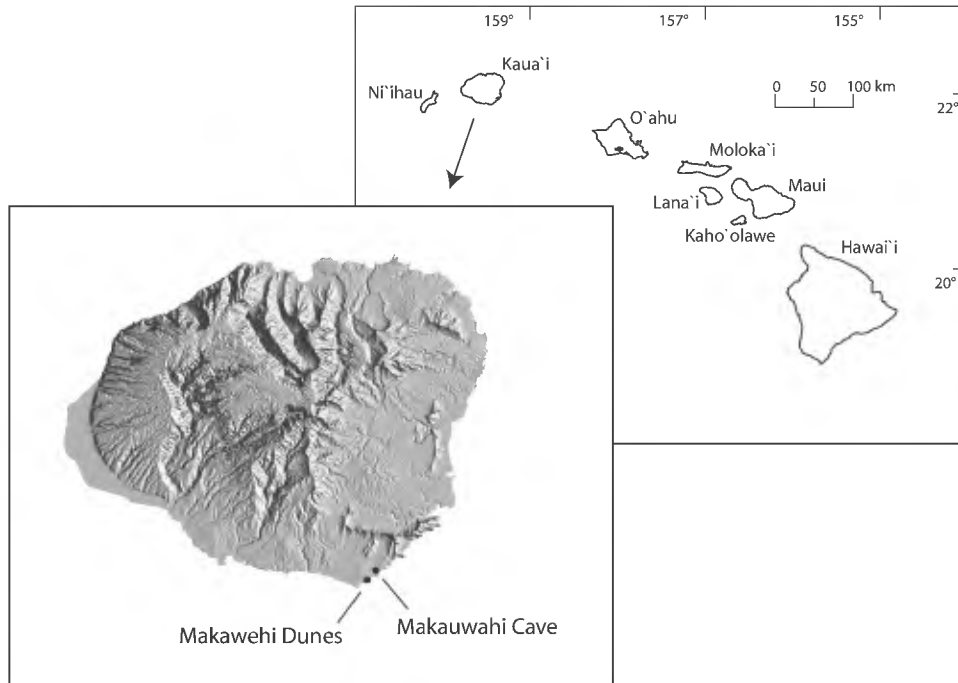 159°
157°
155°
Kaua`i
Ni`ihau
0 50 100 km
22°
O`ahu
Moloka`i
Maui
Lana`i
Kaho`olawe
Hawai`i
20°
Makawehi Dunes
Makauwahi Cave